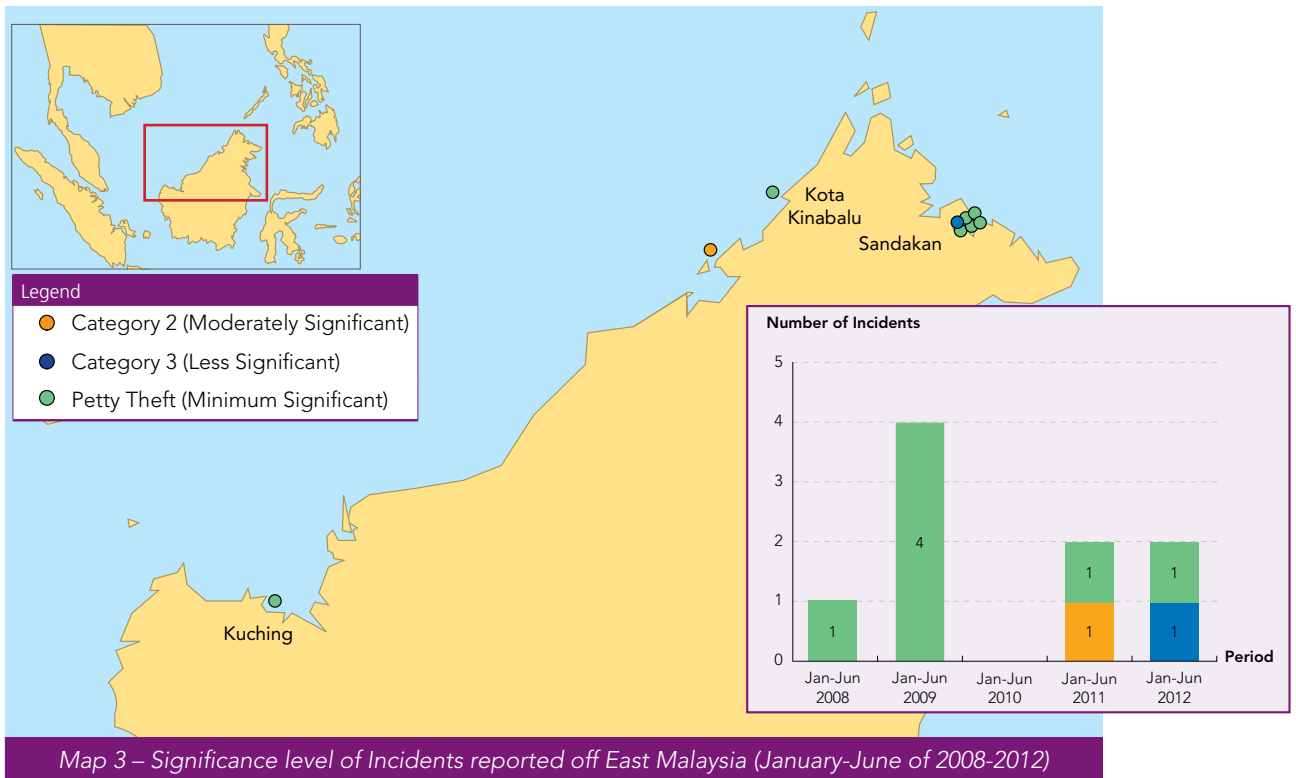 Kota
Kinabalu
Sandakan
Legend
Category 2 (Moderately Significant)
Category 3 (Less Significant)
Petty Theft (Minimum Significant)
Kuching
Number of Incidents
5
4
3
2
1
0
1
4
1
1
1
1
Period
Jan-Jun
2008
Jan-Jun
2009
Jan-Jun
2010
Jan-Jun
2011
Jan-Jun
2012
Map 3 – Significance level of Incidents reported off East Malaysia (January-June of 2008-2012)